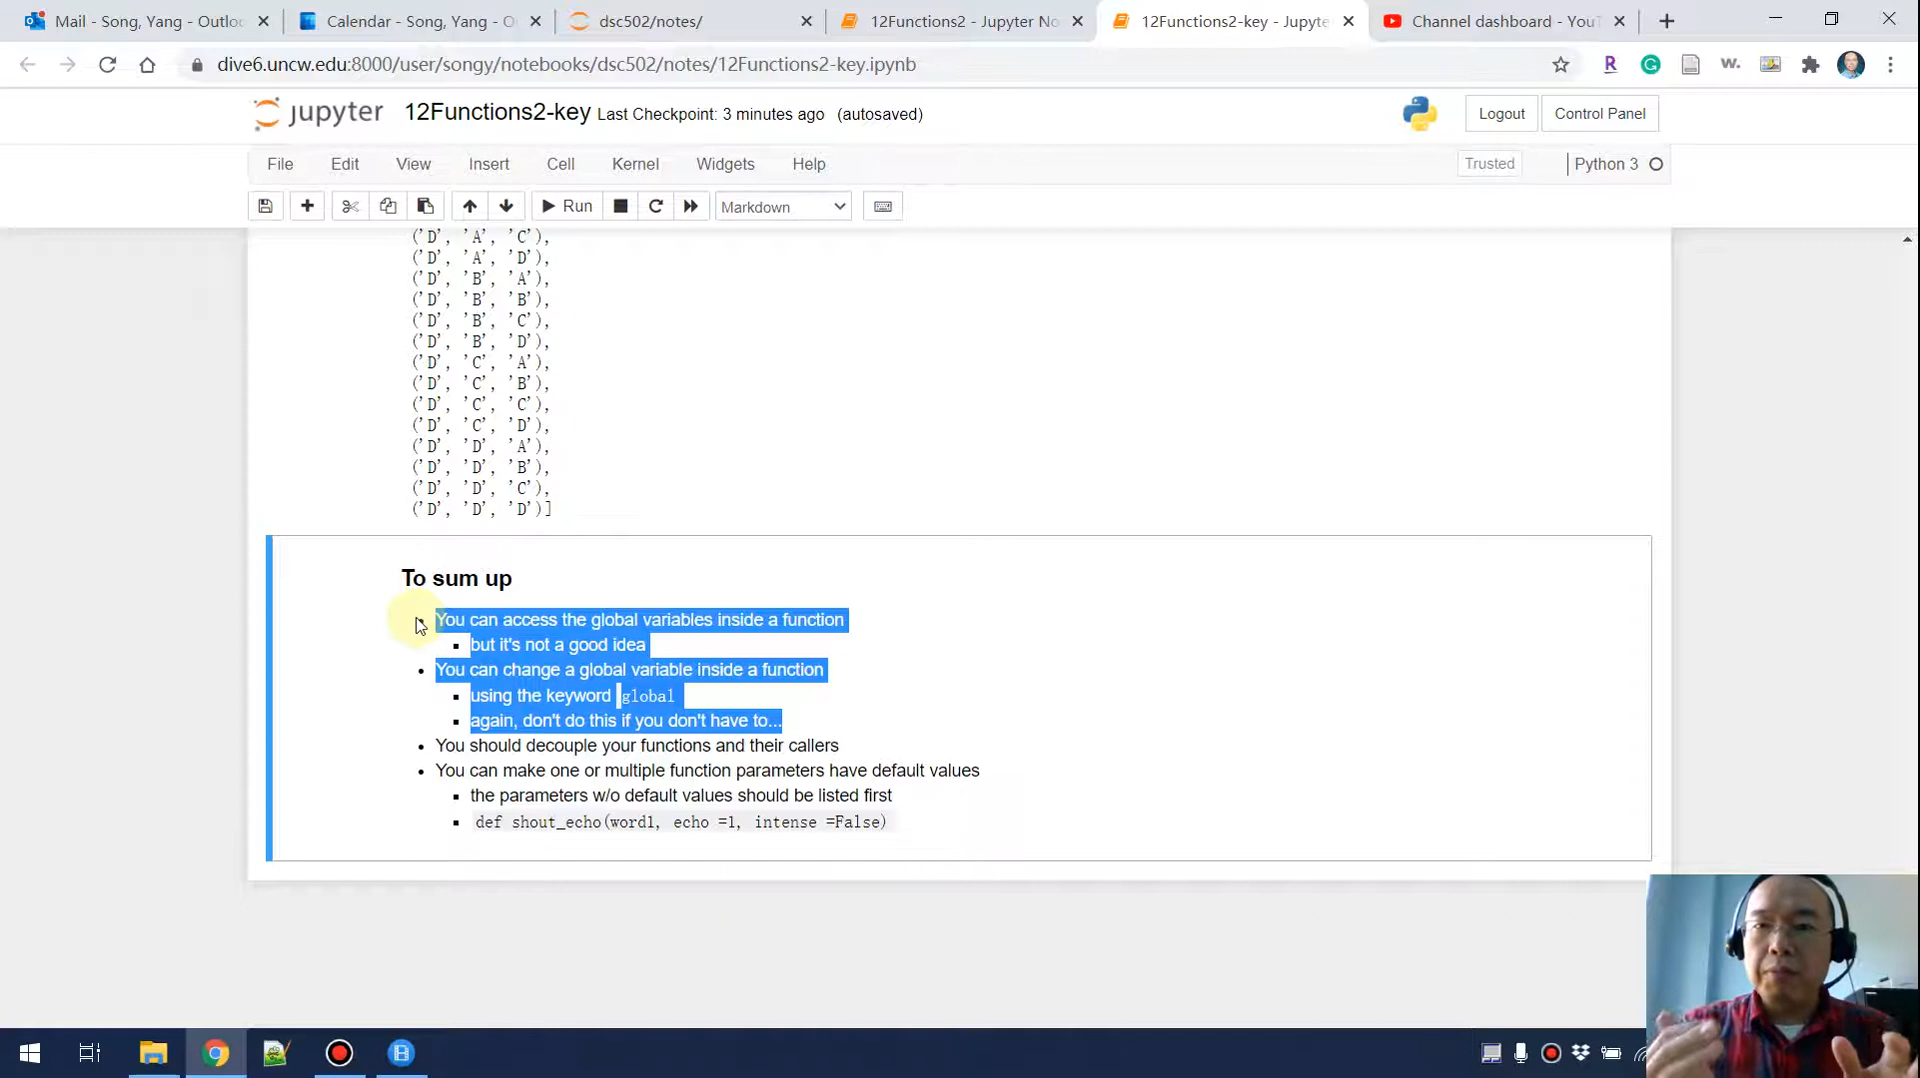 Mail - Song, Yang - Outloo
Calendar - Song, Yang - O
dsc502/notes/
12Functions2 - Jupyter No
12Functions2-key - Jupyte
Channel dashboard - YouT
dive6.uncw.edu:8000/user/songy/notebooks/dsc502/notes/12Functions2-key.ipynb
jupyter 12Functions2-key Last Checkpoint: 3 minutes ago (autosaved)
Logout
Control Panel
File Edit View Insert Cell Kernel Widgets Help
Trusted
Python 3
Run
Markdown
('D', 'A', 'C'),
('D', 'A', 'D'),
('D', 'B', 'A'),
('D', 'B', 'B'),
('D', 'B', 'C'),
('D', 'B', 'D'),
('D', 'C', 'A'),
('D', 'C', 'B'),
('D', 'C', 'C'),
('D', 'C', 'D'),
('D', 'D', 'A'),
('D', 'D', 'B'),
('D', 'D', 'C'),
('D', 'D', 'D')]
To sum up
You can access the global variables inside a function
but it's not a good idea
You can change a global variable inside a function
using the keyword global
again, don't do this if you don't have to...
You should decouple your functions and their callers
You can make one or multiple function parameters have default values
the parameters w/o default values should be listed first
def shout_echo(word1, echo =1, intense =False)